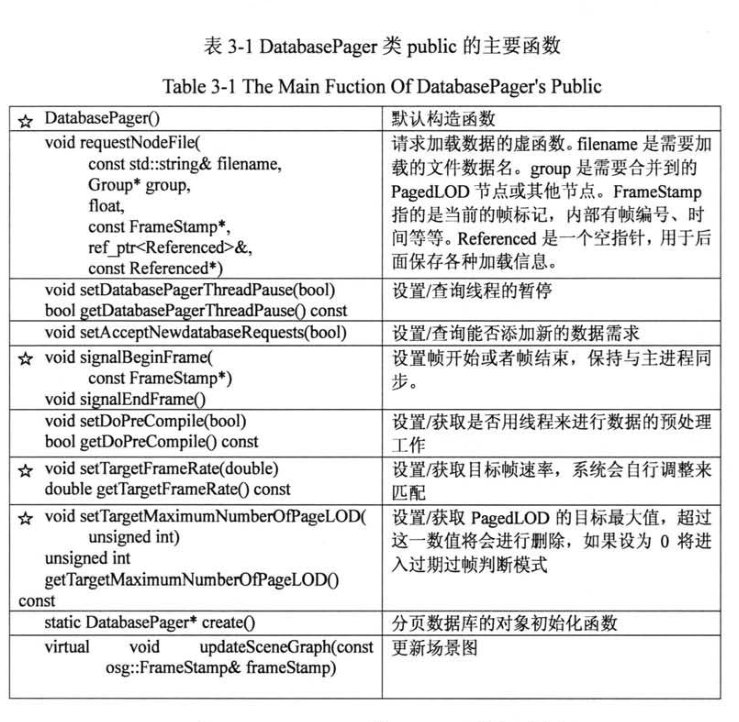 表 3-1 DatabasePager 类 public 的主要函数
Table 3-1 The Main Fuction Of DatabasePager's Public
☆ DatabasePager()
默认构造函数
void requestNodeFile(
const std::string& filename,
Group* group,
float,
const FrameStamp*,
ref_ptr<Referenced>&,
const Referenced*)
请求加载数据的虚函数。filename 是需要加
载的文件数据名。group 是需要合并到的
PagedLOD 节点或其他节点。FrameStamp
指的是当前的帧标记，内部有帧编号、时
间等等。Referenced 是一个空指针，用于后
面保存各种加载信息。
void setDatabasePagerThreadPause(bool)
bool getDatabasePagerThreadPause() const
设置/查询线程的暂停
void setAcceptNewdatabaseRequests(bool)
设置/查询能否添加新的数据需求
☆ void signalBeginFrame(
const FrameStamp*)
void signalEndFrame()
设置帧开始或者帧结束，保持与主进程同
步。
void setDoPreCompile(bool)
bool getDoPreCompile() const
设置/获取是否用线程来进行数据的预处理
工作
☆ void setTargetFrameRate(double)
double getTargetFrameRate() const
设置/获取目标帧速率，系统会自行调整来
匹配
☆ void setTargetMaximumNumberOfPageLOD(
unsigned int)
unsigned int
getTargetMaximumNumberOfPageLOD()
const
设置/获取 PagedLOD 的目标最大值，超过
这一数值将会进行删除，如果设为 0 将进
入过期过帧判断模式
static DatabasePager* create()
分页数据库的对象初始化函数
virtual void updateSceneGraph(const
osg::FrameStamp& frameStamp)
更新场景图